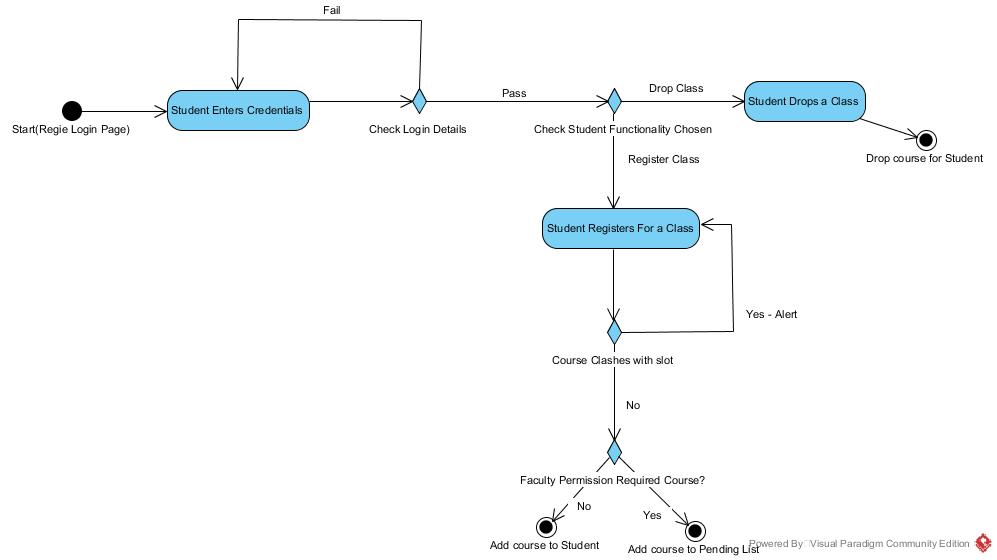 Fail
Student Enters Credentials
Start(Regie Login Page)
Check Login Details
Pass
Check Student Functionality Chosen
Drop Class
Student Drops a Class
Drop course for Student
Register Class
Student Registers For a Class
Yes - Alert
Course Clashes with slot
No
Faculty Permission Required Course?
No
Yes
Add course to Student
Add course to Pending List
Powered By Visual Paradigm Community Edition